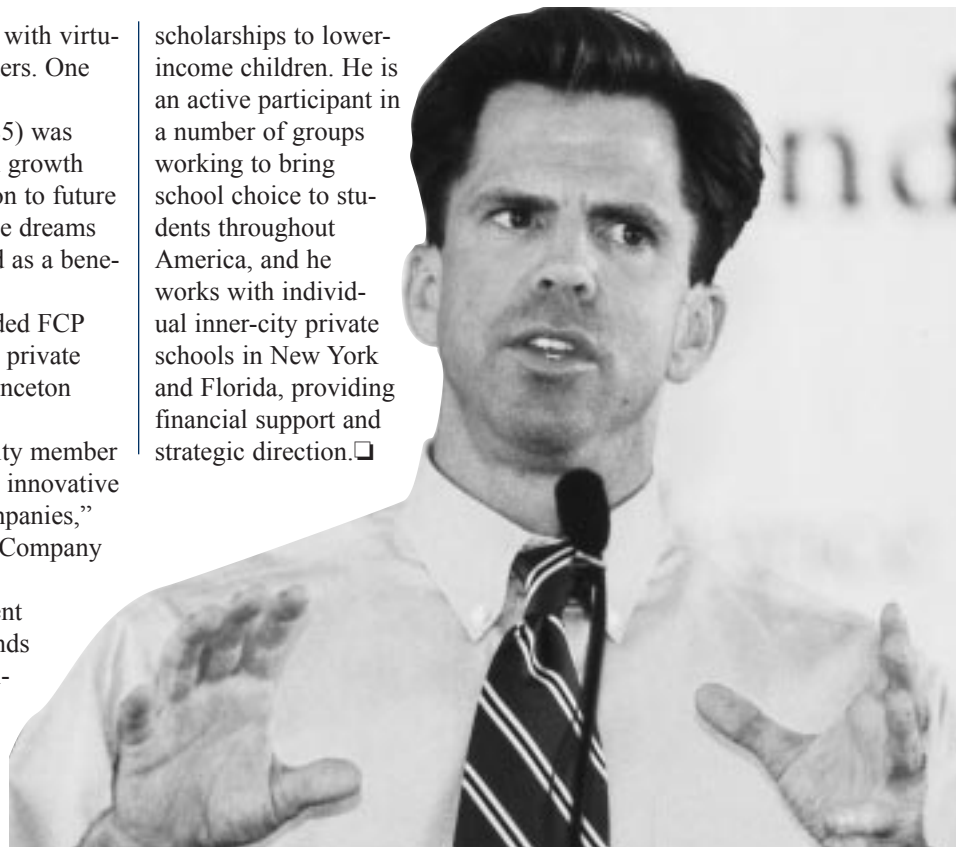 with virtu-
ers. One
5) was
growth
on to future
e dreams
d as a bene-
ded FCP
private
nceton
ity member
innovative
mpanies,”
Company
ent
nds
-
scholarships to lower-
income children. He is
an active participant in
a number of groups
working to bring
school choice to stu-
dents throughout
America, and he
works with individ-
ual inner-city private
schools in New York
and Florida, providing
financial support and
strategic direction.❏
nd